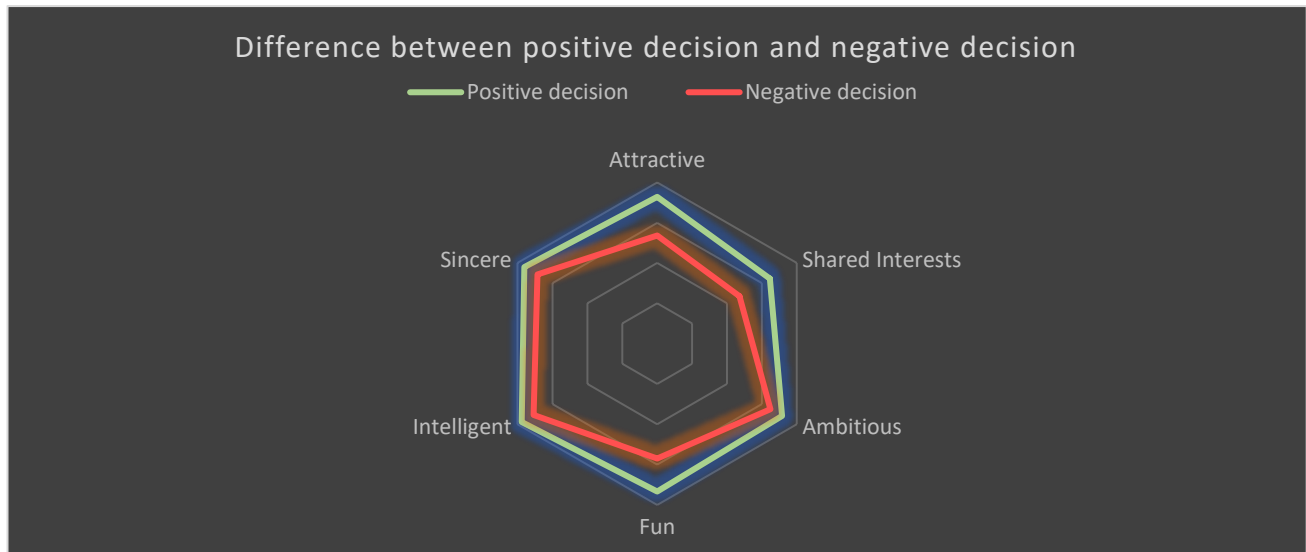 Difference between positive decision and negative decision
Positive decision Negative decision
Attractive
Sincere Shared Interests
Intelligent Ambitious
Fun